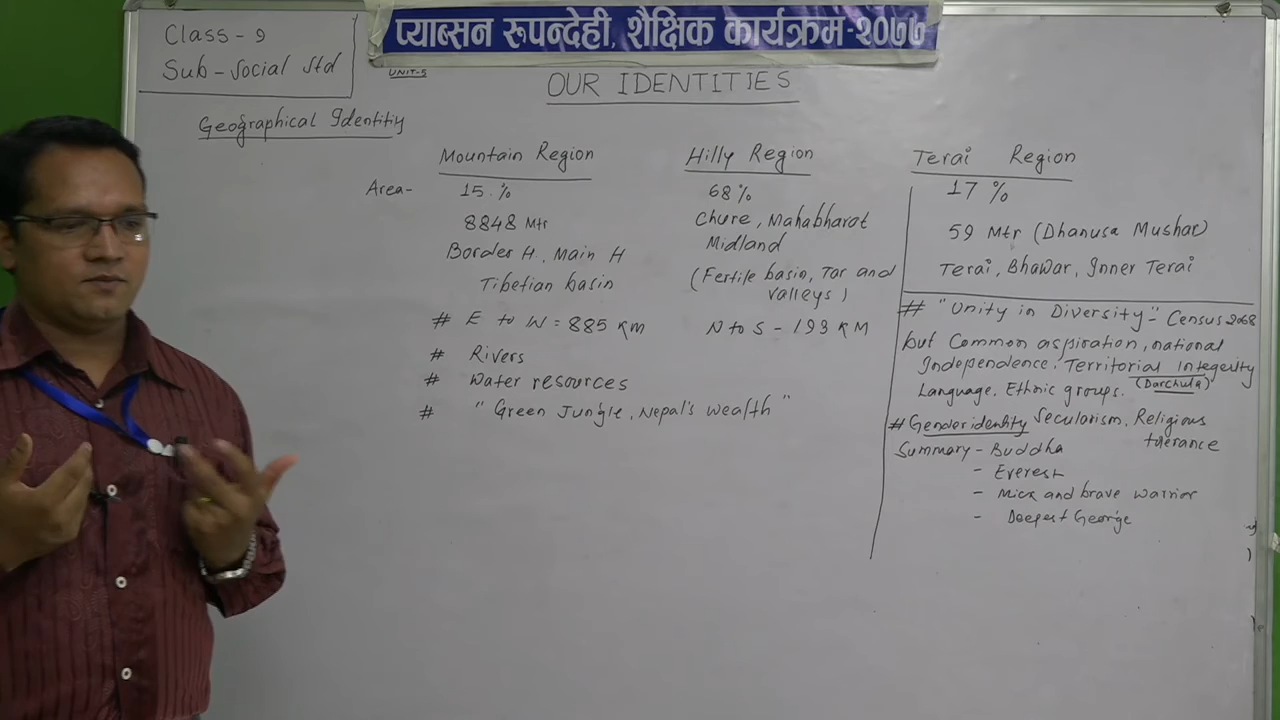 प्याब्सन रुपन्देही, शैक्षिक कार्यक्रम-२०७७
Class - 9
Sub - Social Std
UNIT-5
OUR IDENTITIES
Geographical Identity
Mountain Region
Area- 15 %
8848 Mtr
Border H, Main H
Tibetian basin
# E to W = 885 KM
# Rivers
# Water resources
# "Green Jungle, Nepal's Wealth"
Hilly Region
68%
Chure, Mahabharat
Midland
(Fertile basin, Tar and
valleys)
N to S - 193 KM
Terai Region
17 %
59 Mtr (Dhanusa Mushar)
Terai, Bhawar, Inner Terai
# "Unity in Diversity" - Census 2068
but Common aspiration, national
Independence, Territorial Integrity
Language, Ethnic groups. (Darchula)
# Gender identity Secularism, Religious
tolerance
Summary - Buddha
- Everest
- Mick and brave warrior
- Deepest George